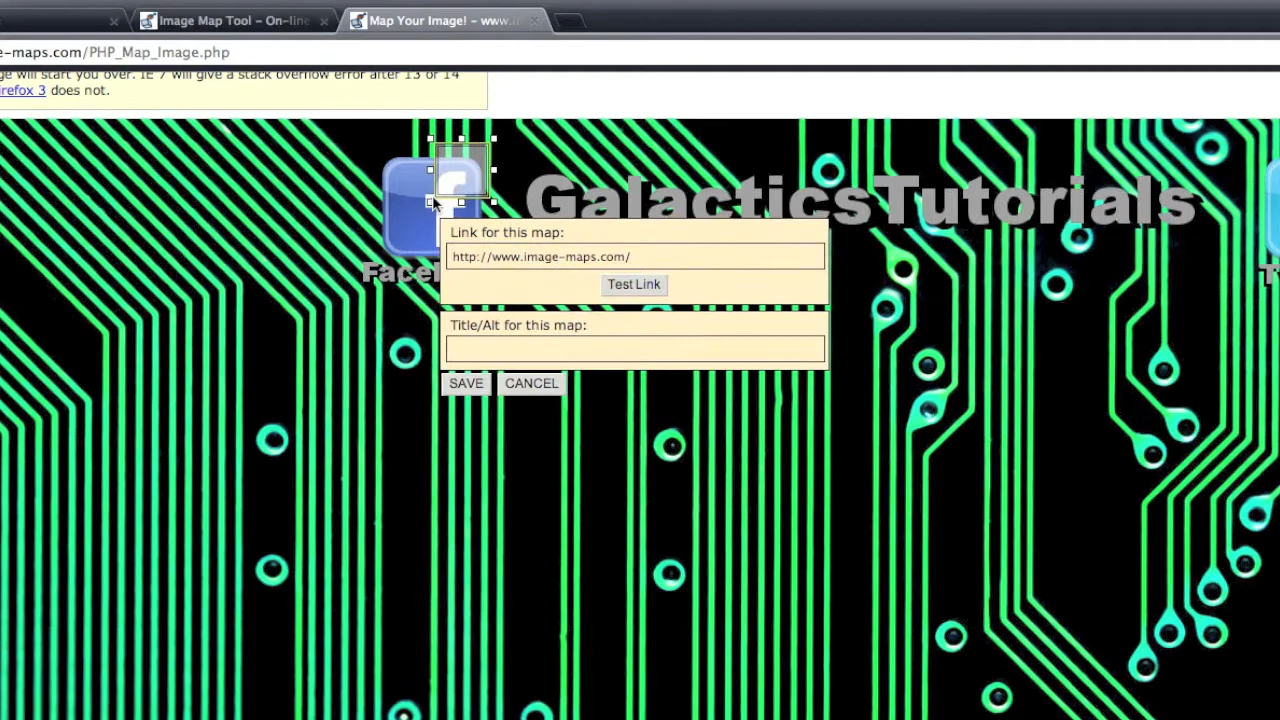 Image Map Tool – On-line
Map Your Image! – www.i
e-maps.com/PHP_Map_Image.php
ge will start you over. IE 7 will give a stack overflow error after 13 or 14
irefox 3 does not.
GalacticsTutorials
Link for this map:
http://www.image-maps.com/
Face
T
Test Link
Title/Alt for this map:
SAVE CANCEL